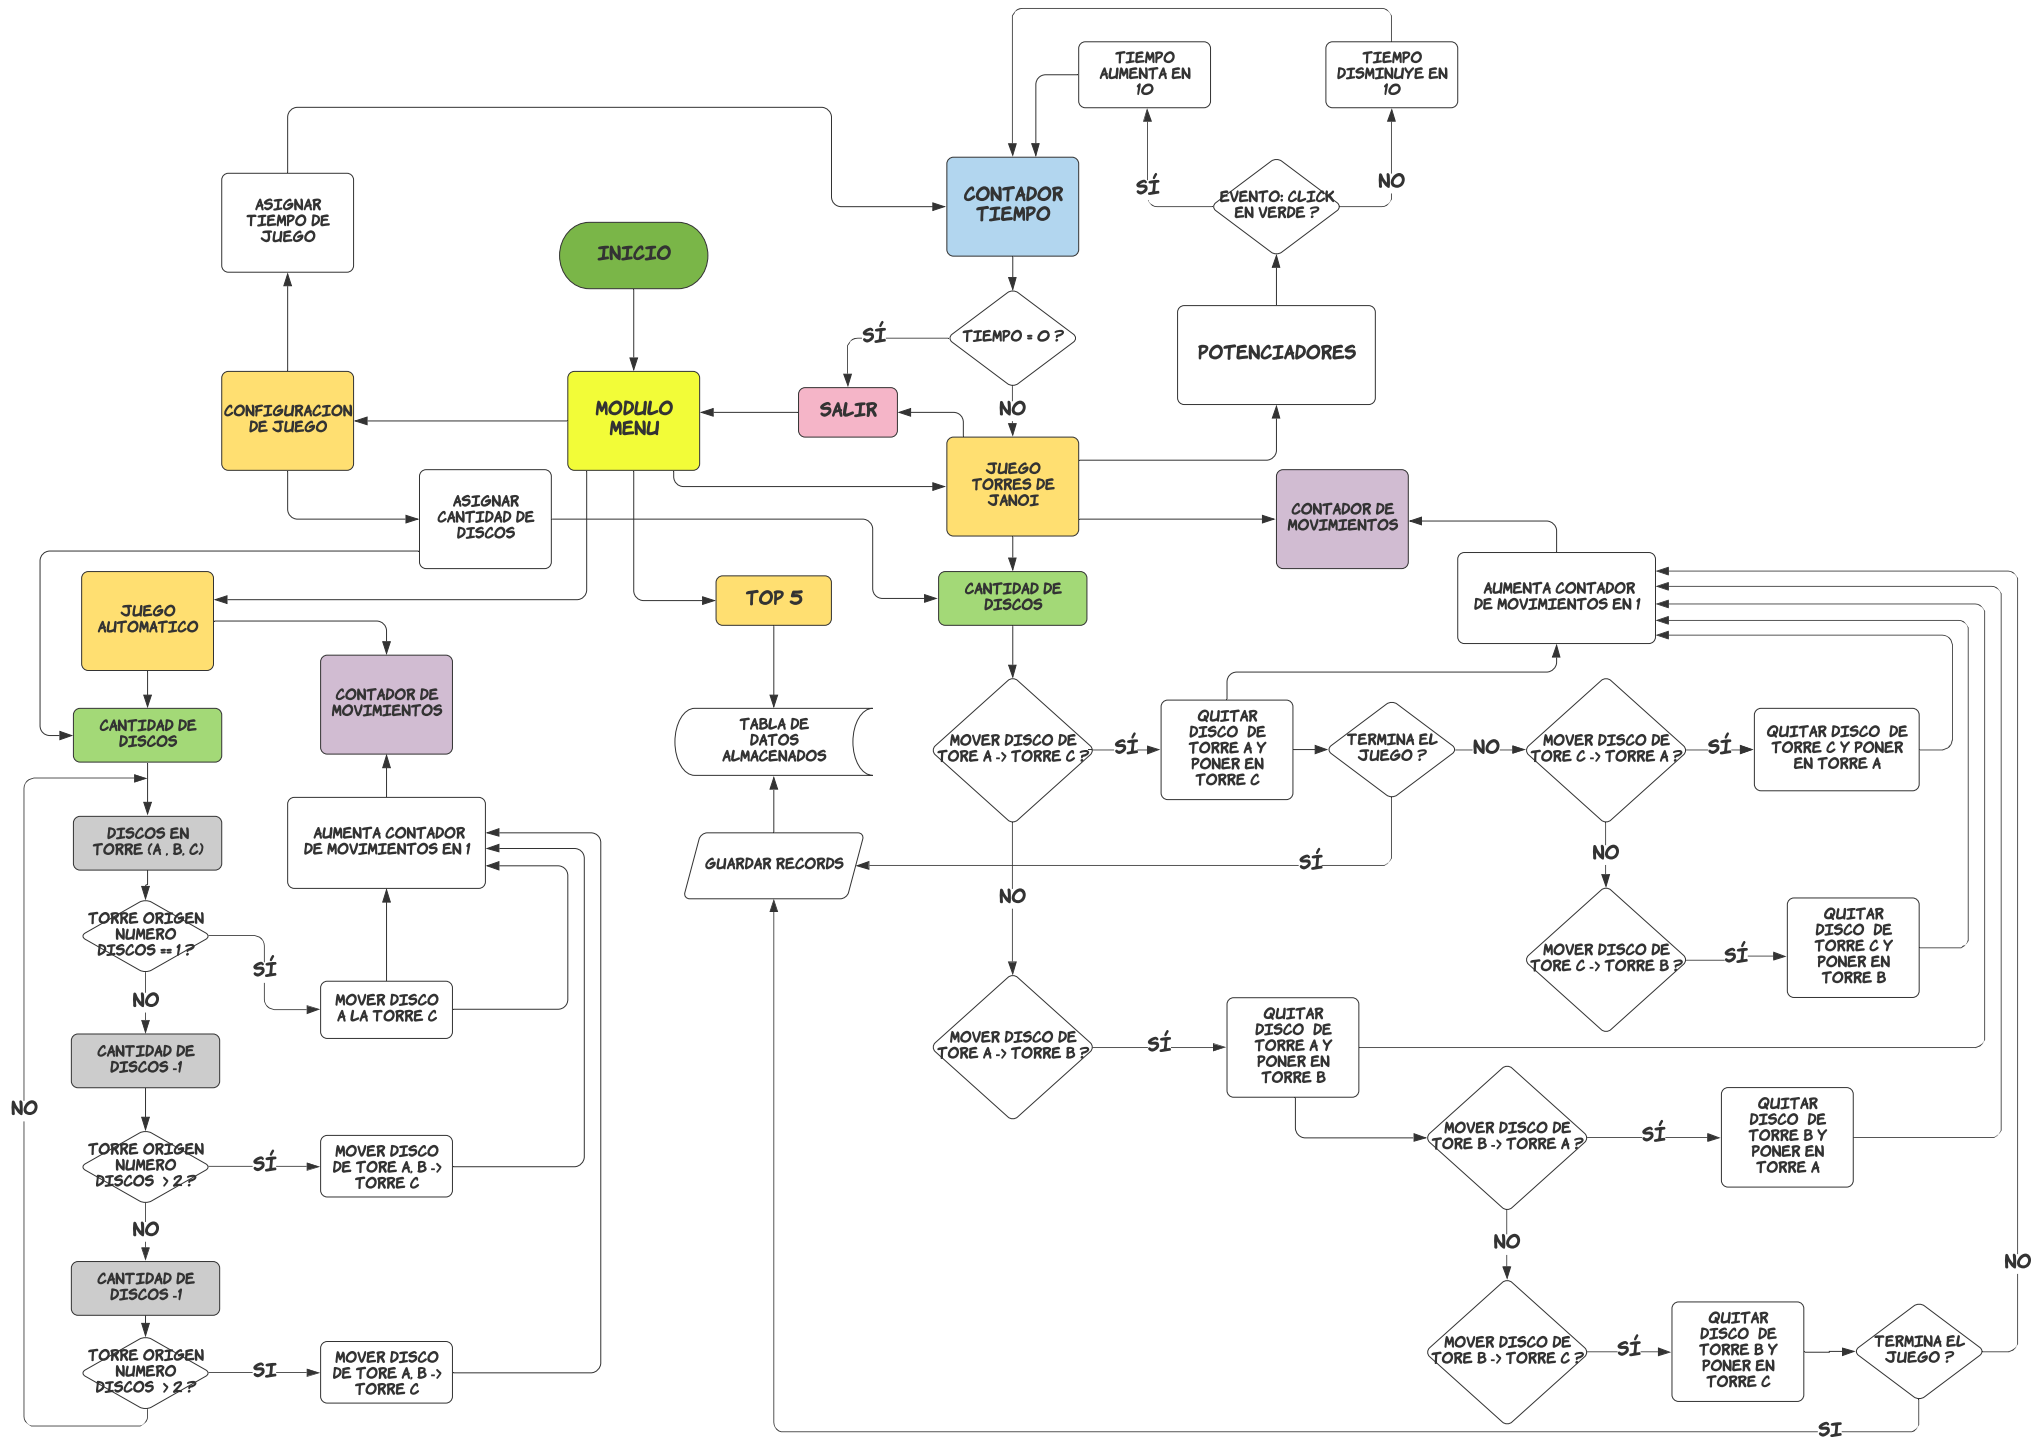 TIEMPO
AUMENTA EN
10
TIEMPO
DISMINUYE EN
10
ASIGNAR
TIEMPO DE
JUEGO
CONTADOR
TIEMPO
SÍ
EVENTO: CLICK
EN VERDE ?
NO
INICIO
SÍ
TIEMPO = 0 ?
POTENCIADORES
CONFIGURACION
DE JUEGO
MODULO
MENU
SALIR
NO
JUEGO
TORRES DE
JANOI
ASIGNAR
CANTIDAD DE
DISCOS
CONTADOR DE
MOVIMIENTOS
JUEGO
AUTOMATICO
TOP 5
CANTIDAD DE
DISCOS
AUMENTA CONTADOR
DE MOVIMIENTOS EN 1
CONTADOR DE
MOVIMIENTOS
CANTIDAD DE
DISCOS
TABLA DE
DATOS
ALMACENADOS
MOVER DISCO DE
TORE A -> TORRE C ?
SÍ
QUITAR
DISCO DE
TORRE A Y
PONER EN
TORRE C
TERMINA EL
JUEGO ?
NO
MOVER DISCO DE
TORE C -> TORRE A ?
SÍ
QUITAR DISCO DE
TORRE C Y PONER
EN TORRE A
DISCOS EN
TORRE (A , B, C)
AUMENTA CONTADOR
DE MOVIMIENTOS EN 1
GUARDAR RECORDS
SÍ
NO
NO
TORRE ORIGEN
NUMERO
DISCOS == 1 ?
SÍ
MOVER DISCO DE
TORE C -> TORRE B ?
SÍ
QUITAR
DISCO DE
TORRE C Y
PONER EN
TORRE B
NO
MOVER DISCO
A LA TORRE C
CANTIDAD DE
DISCOS -1
MOVER DISCO DE
TORE A -> TORRE B ?
SÍ
QUITAR
DISCO DE
TORRE A Y
PONER EN
TORRE B
NO
TORRE ORIGEN
NUMERO
DISCOS > 2 ?
SÍ
MOVER DISCO
DE TORE A, B ->
TORRE C
MOVER DISCO DE
TORE B -> TORRE A ?
SÍ
QUITAR
DISCO DE
TORRE B Y
PONER EN
TORRE A
NO
NO
NO
CANTIDAD DE
DISCOS -1
TORRE ORIGEN
NUMERO
DISCOS > 2 ?
SI
MOVER DISCO
DE TORE A, B ->
TORRE C
MOVER DISCO DE
TORE B -> TORRE C ?
SÍ
QUITAR
DISCO DE
TORRE B Y
PONER EN
TORRE C
TERMINA EL
JUEGO ?
SI